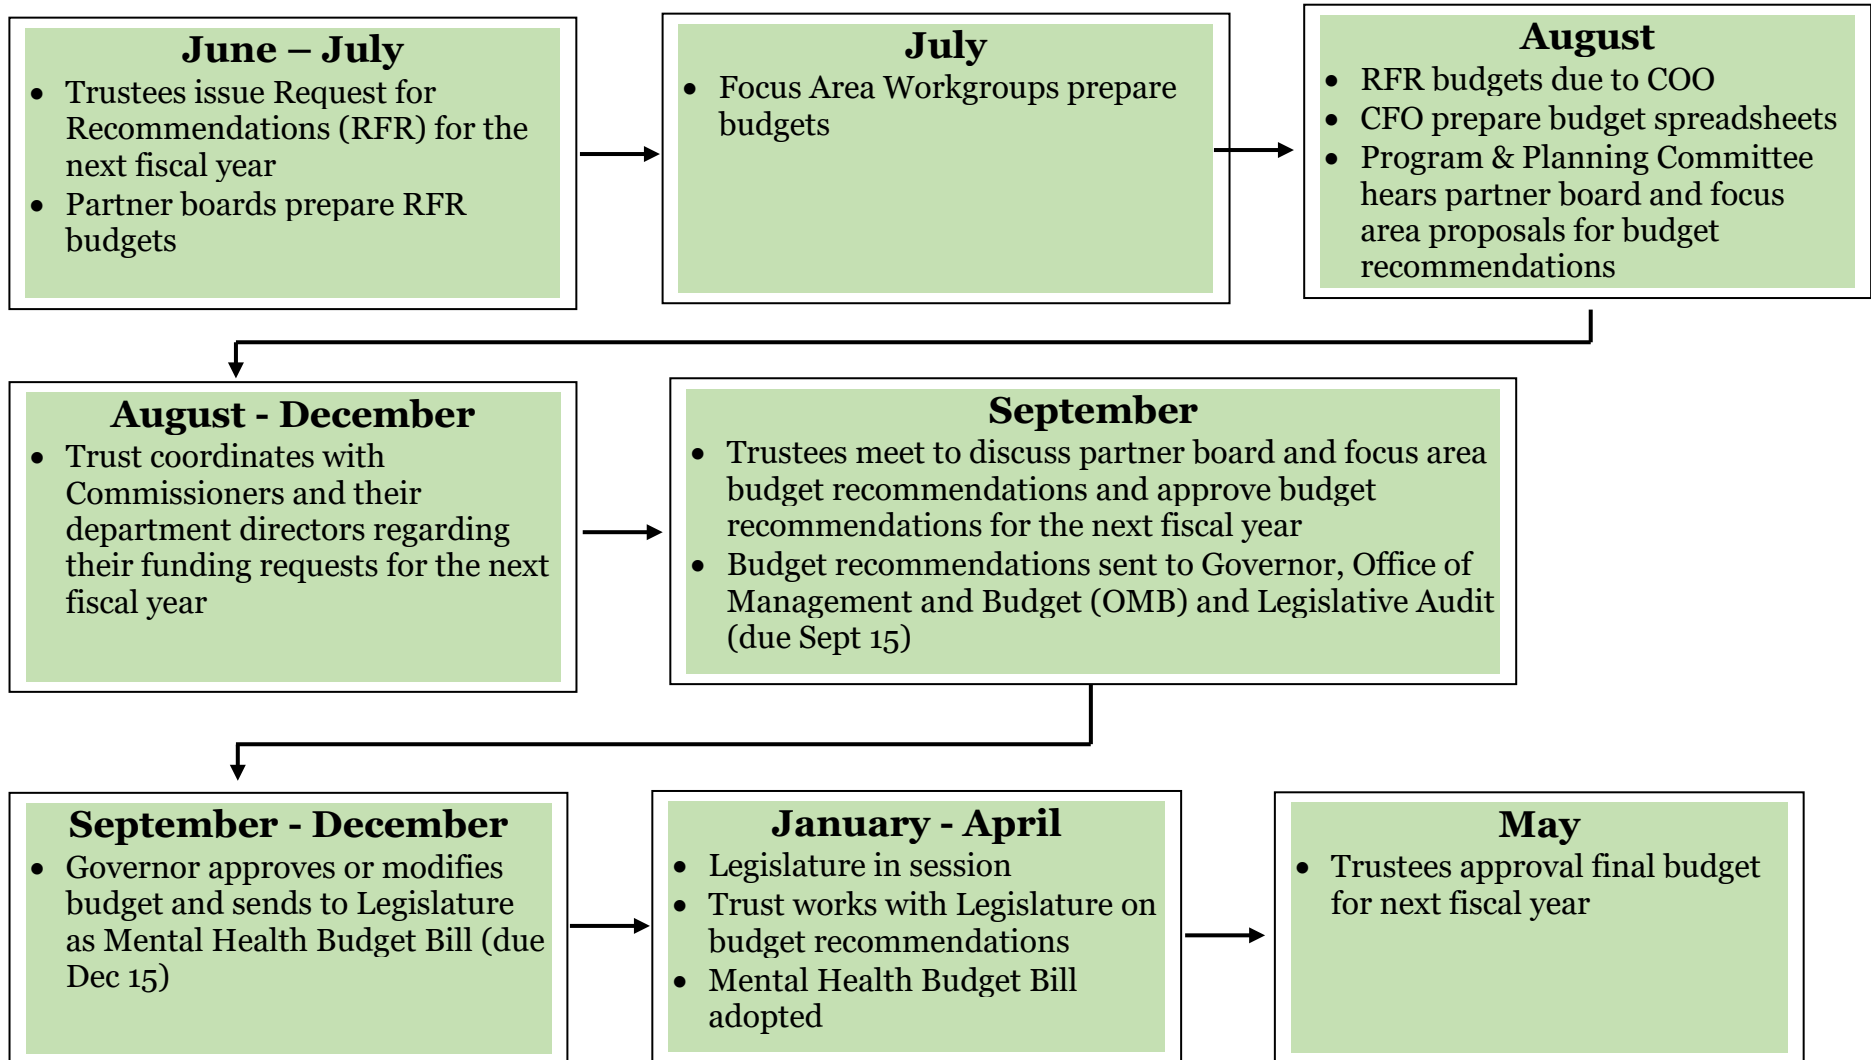 June – July
• Trustees issue Request for
Recommendations (RFR) for the
next fiscal year
• Partner boards prepare RFR
budgets
July
• Focus Area Workgroups prepare
budgets
August
• RFR budgets due to COO
• CFO prepare budget spreadsheets
• Program & Planning Committee
hears partner board and focus
area proposals for budget
recommendations
August - December
• Trust coordinates with
Commissioners and their
department directors regarding
their funding requests for the next
fiscal year
September
• Trustees meet to discuss partner board and focus area
budget recommendations and approve budget
recommendations for the next fiscal year
• Budget recommendations sent to Governor, Office of
Management and Budget (OMB) and Legislative Audit
(due Sept 15)
September - December
• Governor approves or modifies
budget and sends to Legislature
as Mental Health Budget Bill (due
Dec 15)
January - April
• Legislature in session
• Trust works with Legislature on
budget recommendations
• Mental Health Budget Bill
adopted
May
• Trustees approval final budget
for next fiscal year